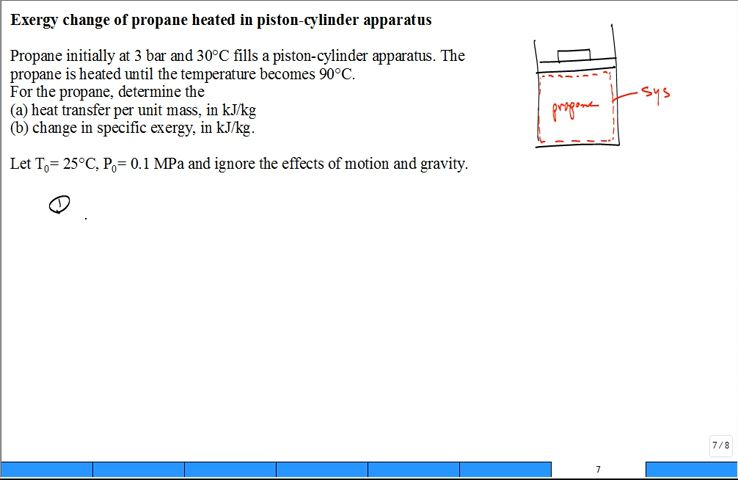 Exergy change of propane heated in piston-cylinder apparatus
Propane initially at 3 bar and 30°C fills a piston-cylinder apparatus. The
propane is heated until the temperature becomes 90°C.
For the propane, determine the
(a) heat transfer per unit mass, in kJ/kg
(b) change in specific exergy, in kJ/kg.
Let T₀= 25°C, P₀= 0.1 MPa and ignore the effects of motion and gravity.
propane
sys
①
7/8
7